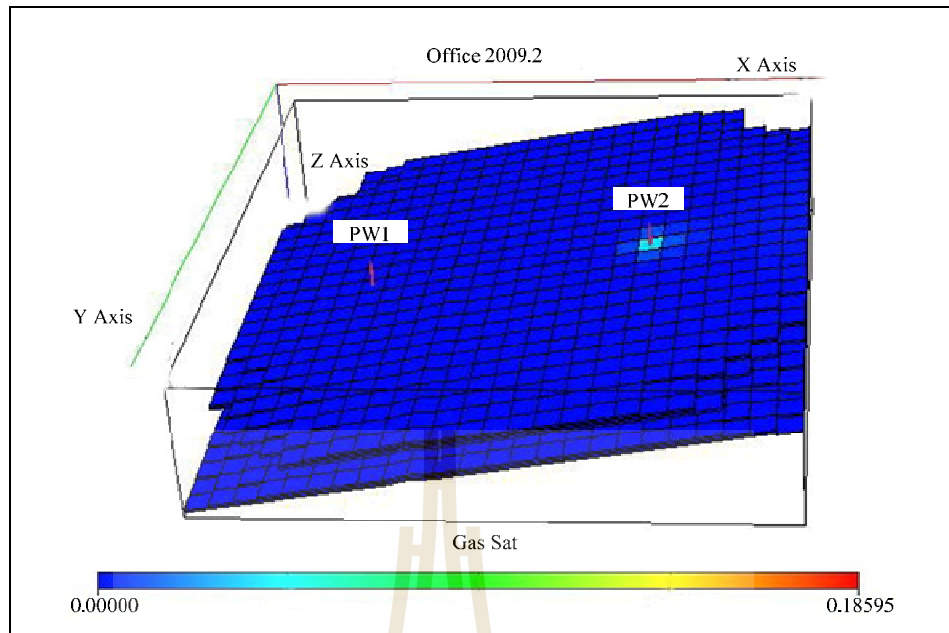 Office 2009.2
X Axis
Z Axis
PW2
PW1
Y Axis
Gas Sat
0.00000
0.18595